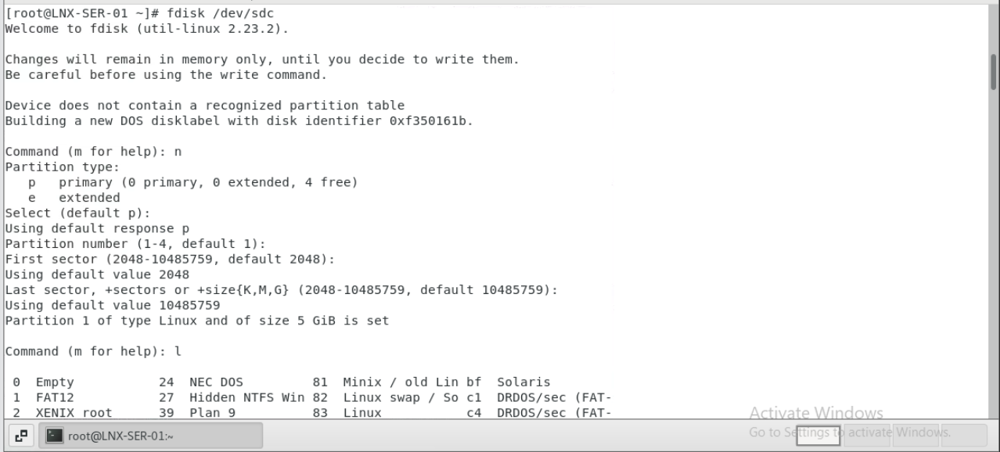 [root@LNX-SER-01 ~]# fdisk /dev/sdc
Welcome to fdisk (util-linux 2.23.2).
Changes will remain in memory only, until you decide to write them.
Be careful before using the write command.
Device does not contain a recognized partition table
Building a new DOS disklabel with disk identifier 0xf350161b.
Command (m for help): n
Partition type:
   p   primary (0 primary, 0 extended, 4 free)
   e   extended
Select (default p):
Using default response p
Partition number (1-4, default 1):
First sector (2048-10485759, default 2048):
Using default value 2048
Last sector, +sectors or +size{K,M,G} (2048-10485759, default 10485759):
Using default value 10485759
Partition 1 of type Linux and of size 5 GiB is set
Command (m for help): l
 0  Empty           24  NEC DOS         81  Minix / old Lin bf  Solaris
 1  FAT12           27  Hidden NTFS Win 82  Linux swap / So c1  DRDOS/sec (FAT-
 2  XENIX root      39  Plan 9          83  Linux           c4  DRDOS/sec (FAT-
Activate Windows
Go to Settings to activate Windows.
root@LNX-SER-01:~